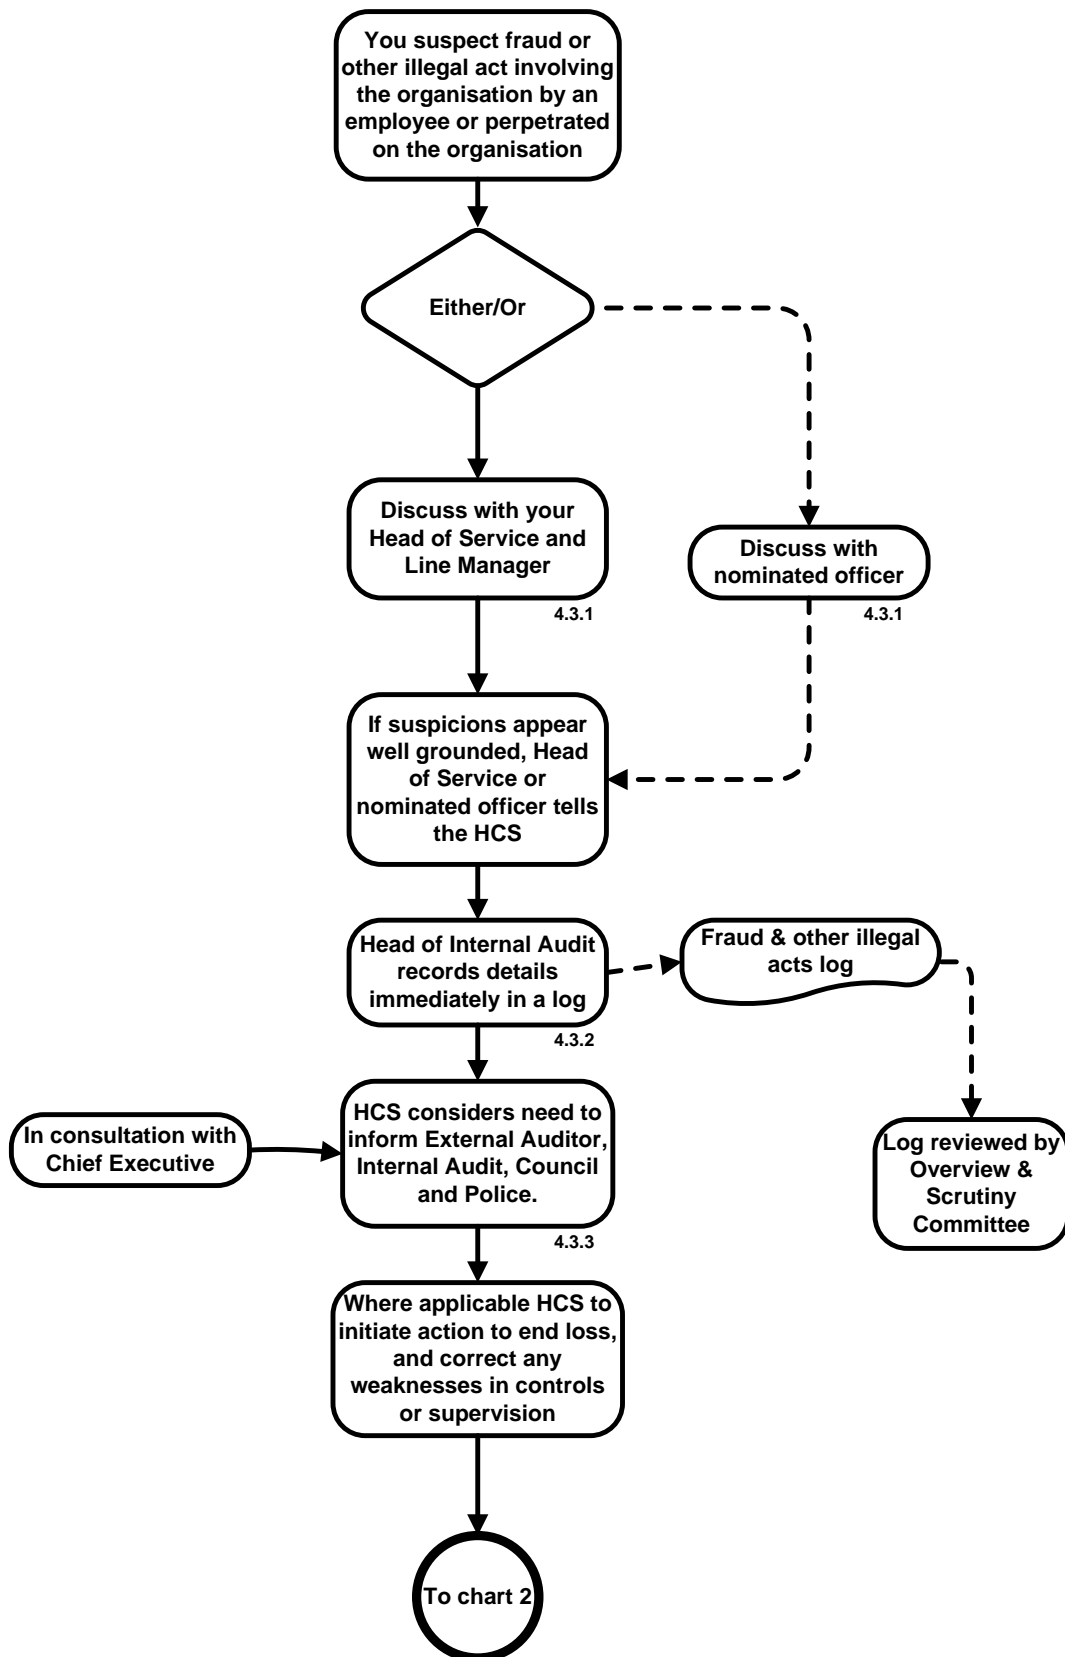 You suspect fraud or
other illegal act involving
the organisation by an
employee or perpetrated
on the organisation
Either/Or
Discuss with your
Head of Service and
Line Manager
4.3.1
Discuss with
nominated officer
4.3.1
If suspicions appear
well grounded, Head
of Service or
nominated officer tells
the HCS
Head of Internal Audit
records details
immediately in a log
4.3.2
Fraud & other illegal
acts log
In consultation with
Chief Executive
HCS considers need to
inform External Auditor,
Internal Audit, Council
and Police.
4.3.3
Log reviewed by
Overview &
Scrutiny
Committee
Where applicable HCS to
initiate action to end loss,
and correct any
weaknesses in controls
or supervision
To chart 2